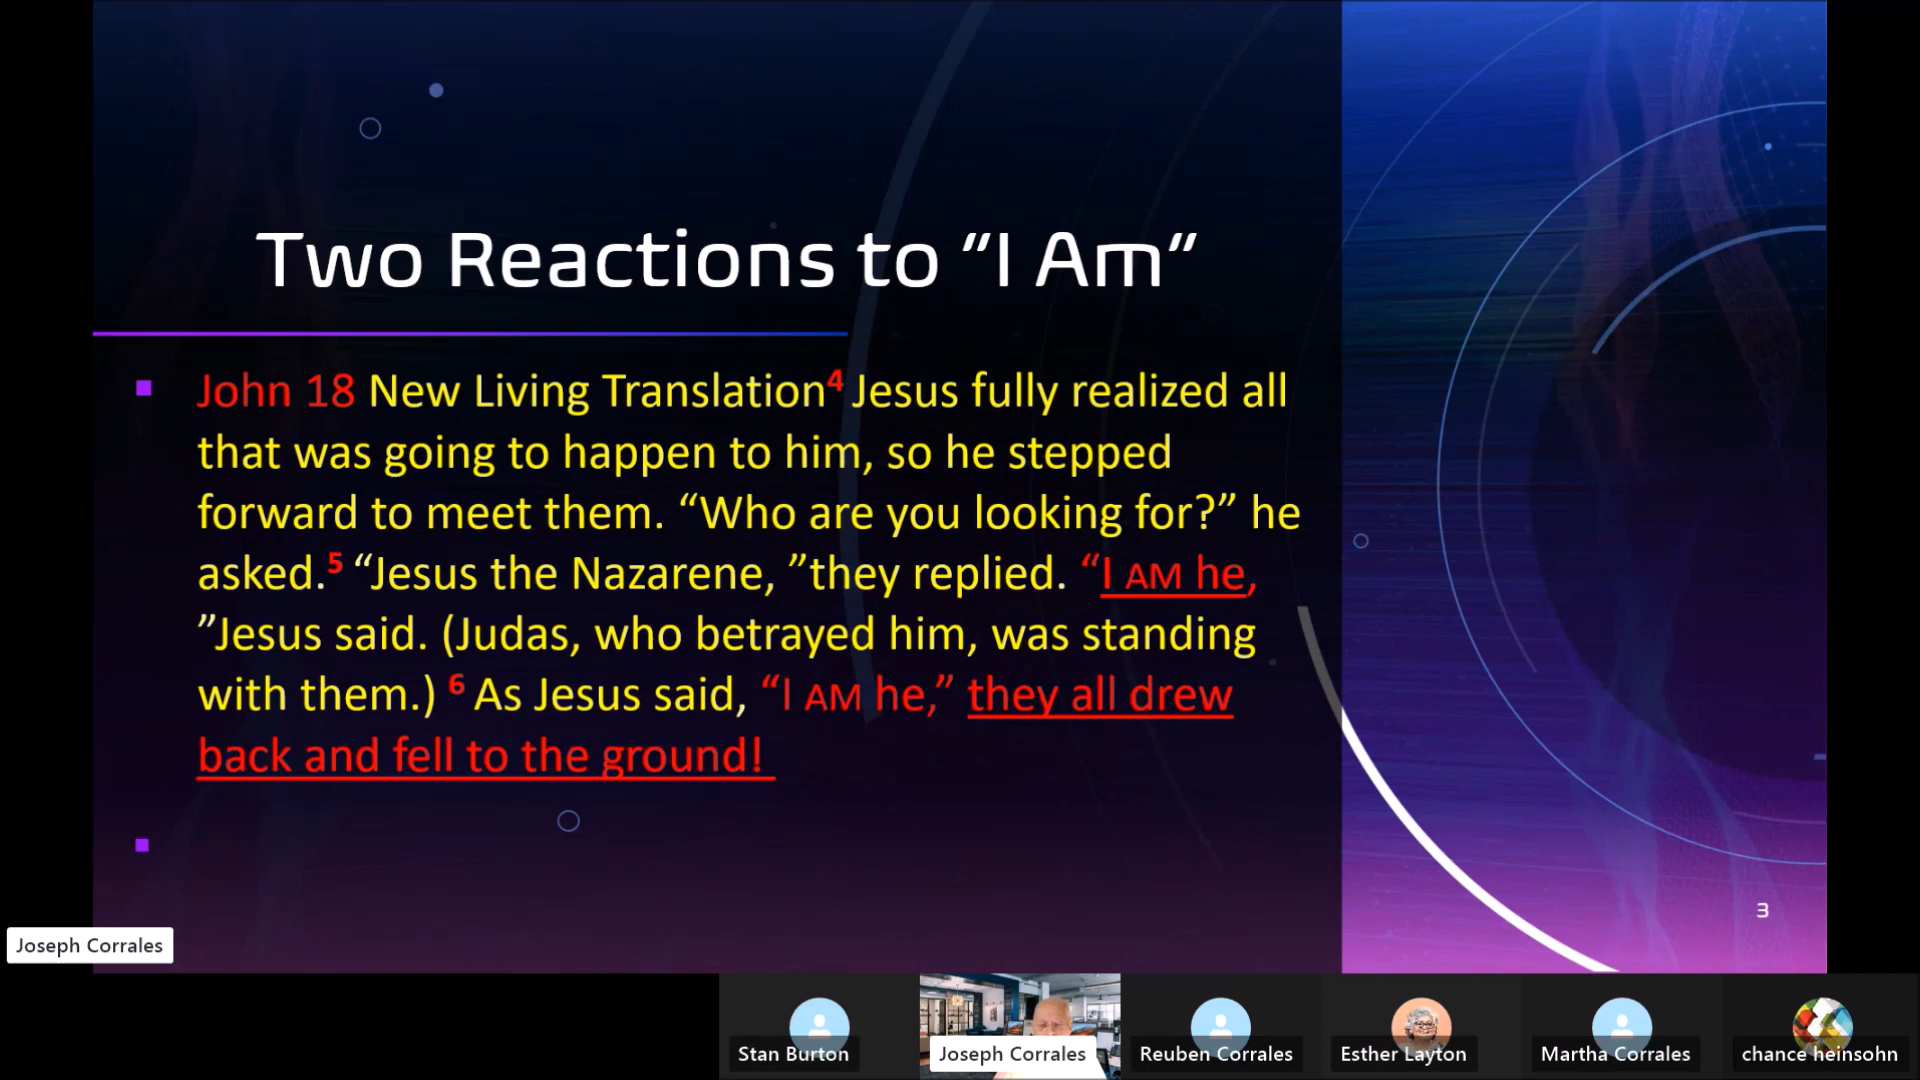 Two Reactions to "I Am"
John 18 New Living Translation4 Jesus fully realized all
that was going to happen to him, so he stepped
forward to meet them. “Who are you looking for?” he
asked.5 “Jesus the Nazarene, ”they replied. “I AM he,
”Jesus said. (Judas, who betrayed him, was standing
with them.) 6 As Jesus said, “I AM he,” they all drew
back and fell to the ground!
3
Joseph Corrales
Stan Burton
Joseph Corrales
Reuben Corrales
Esther Layton
Martha Corrales
chance heinsohn